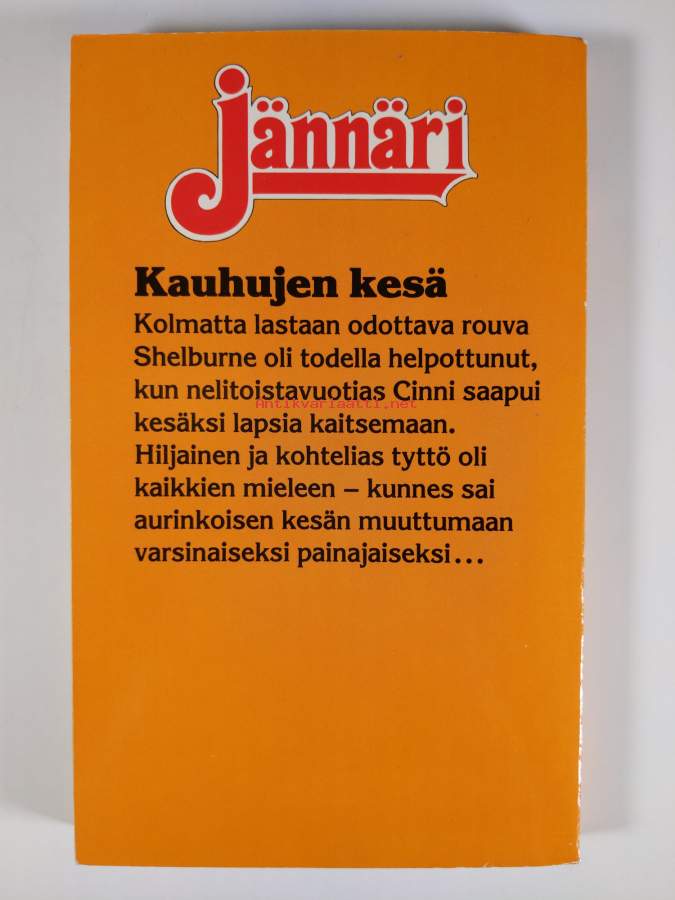 Jännäri
Kauhujen kesä
Kolmatta lastaan odottava rouva
Shelburne oli todella helpottunut,
kun nelitoistavuotias Cinni saapui
Antikvariaatti.net
kesäksi lapsia kaitsemaan.
Hiljainen ja kohtelias tyttö oli
kaikkien mieleen – kunnes sai
aurinkoisen kesän muuttumaan
varsinaiseksi painajaiseksi...